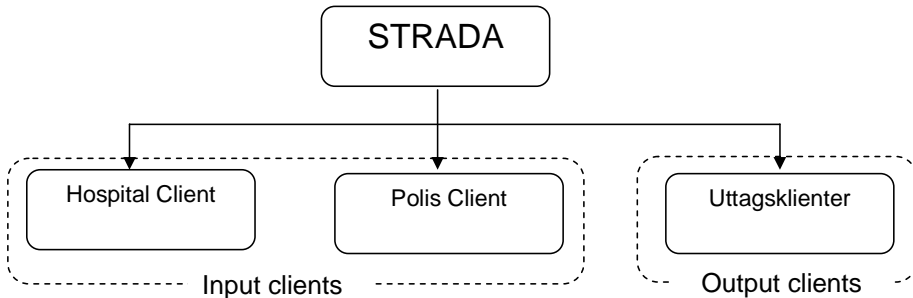 STRADA
Hospital Client
Polis Client
Uttagsklienter
Input clients
Output clients